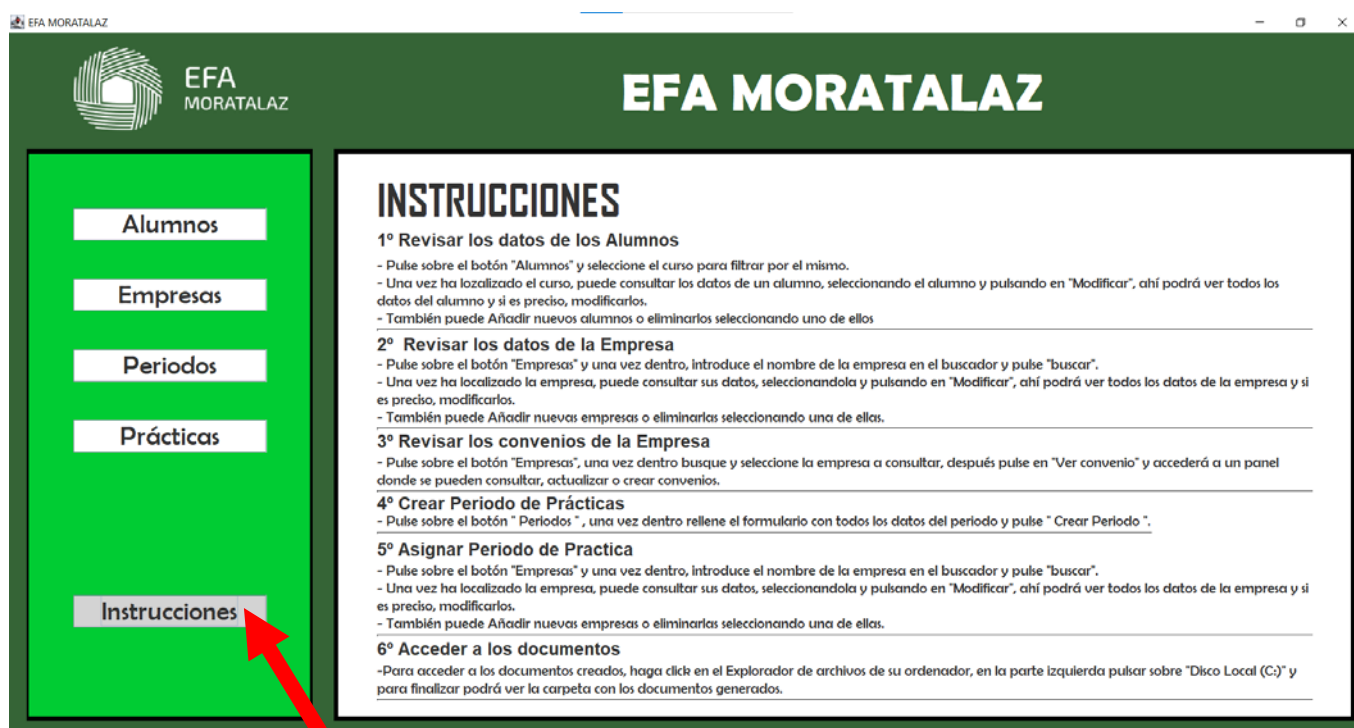 EFA MORATALAZ
EFA
MORATALAZ
EFA MORATALAZ
Alumnos
Empresas
Periodos
Prácticas
Instrucciones
INSTRUCCIONES
1º Revisar los datos de los Alumnos
- Pulse sobre el botón "Alumnos" y seleccione el curso para filtrar por el mismo.
- Una vez ha lozalizado el curso, puede consultar los datos de un alumno, seleccionando el alumno y pulsando en "Modificar", ahí podrá ver todos los
datos del alumno y si es preciso, modificarlos.
- También puede Añadir nuevos alumnos o eliminarlos seleccionando uno de ellos
2º Revisar los datos de la Empresa
- Pulse sobre el botón "Empresas" y una vez dentro, introduce el nombre de la empresa en el buscador y pulse "buscar".
- Una vez ha localizado la empresa, puede consultar sus datos, seleccionandola y pulsando en "Modificar", ahí podrá ver todos los datos de la empresa y si
es preciso, modificarlos.
- También puede Añadir nuevas empresas o eliminarlas seleccionando una de ellas.
3º Revisar los convenios de la Empresa
- Pulse sobre el botón "Empresas", una vez dentro busque y seleccione la empresa a consultar, después pulse en "Ver convenio" y accederá a un panel
donde se pueden consultar, actualizar o crear convenios.
4º Crear Periodo de Prácticas
- Pulse sobre el botón " Periodos " , una vez dentro rellene el formulario con todos los datos del periodo y pulse " Crear Periodo ".
5º Asignar Periodo de Practica
- Pulse sobre el botón "Empresas" y una vez dentro, introduce el nombre de la empresa en el buscador y pulse "buscar".
- Una vez ha localizado la empresa, puede consultar sus datos, seleccionandola y pulsando en "Modificar", ahí podrá ver todos los datos de la empresa y si
es preciso, modificarlos.
- También puede Añadir nuevas empresas o eliminarlas seleccionando una de ellas.
6º Acceder a los documentos
-Para acceder a los documentos creados, haga click en el Explorador de archivos de su ordenador, en la parte izquierda pulsar sobre "Disco Local (C:)" y
para finalizar podrá ver la carpeta con los documentos generados.